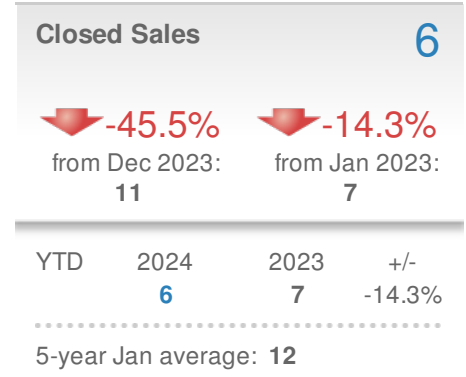 Closed Sales 6
-45.5% -14.3%
from Dec 2023: from Jan 2023:
11 7
YTD 2024 2023 +/-
6 7 -14.3%
5-year Jan average: 12